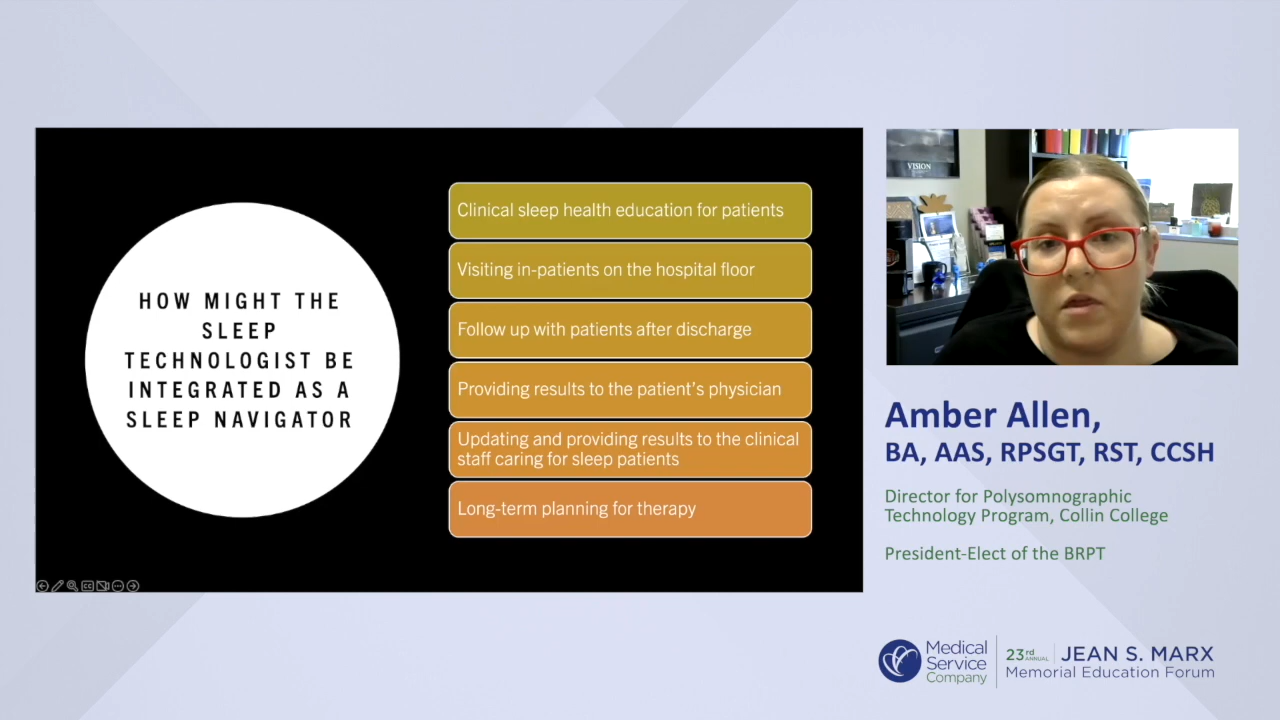 HOW MIGHT THE
SLEEP
TECHNOLOGIST BE
INTEGRATED AS A
SLEEP NAVIGATOR
Clinical sleep health education for patients
Visiting in-patients on the hospital floor
Follow up with patients after discharge
Providing results to the patient's physician
Updating and providing results to the clinical
staff caring for sleep patients
Long-term planning for therapy
VISION
Amber Allen,
BA, AAS, RPSGT, RST, CCSH
Director for Polysomnographic
Technology Program, Collin College
President-Elect of the BRPT
Medical
Service
Company
23rd ANNUAL JEAN S. MARX
Memorial Education Forum